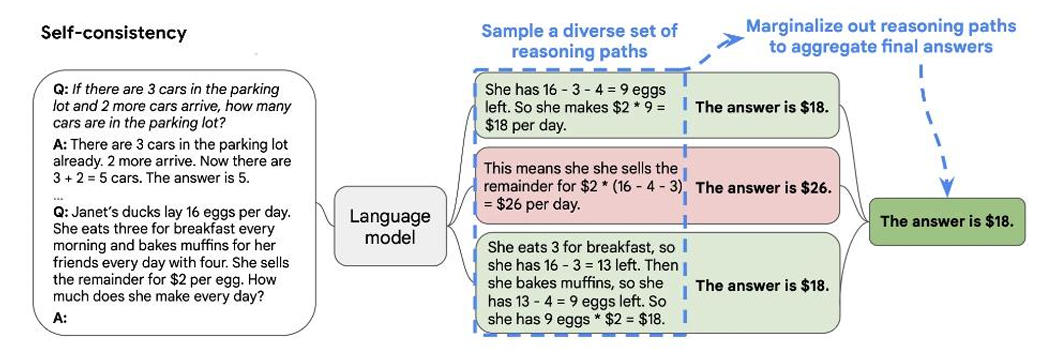 Self-consistency
Q: If there are 3 cars in the parking
lot and 2 more cars arrive, how many
cars are in the parking lot?
A: There are 3 cars in the parking lot
already. 2 more arrive. Now there are
3 + 2 = 5 cars. The answer is 5.
...
Q: Janet's ducks lay 16 eggs per day.
She eats three for breakfast every
morning and bakes muffins for her
friends every day with four. She sells
the remainder for $2 per egg. How
much does she make every day?
A:
Language
model
Sample a diverse set of
reasoning paths
She has 16 - 3 - 4 = 9 eggs
left. So she makes $2 * 9 =
$18 per day.
The answer is $18.
This means she she sells the
remainder for $2 * (16 - 4 - 3)
= $26 per day.
The answer is $26.
She eats 3 for breakfast, so
she has 16 - 3 = 13 left. Then
she bakes muffins, so she
has 13 - 4 = 9 eggs left. So
she has 9 eggs * $2 = $18.
The answer is $18.
Marginalize out reasoning paths
to aggregate final answers
The answer is $18.